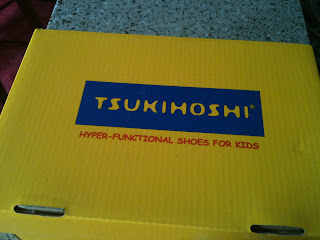 TSUKIHOSHI®
HYPER-FUNCTIONAL SHOES FOR KIDS